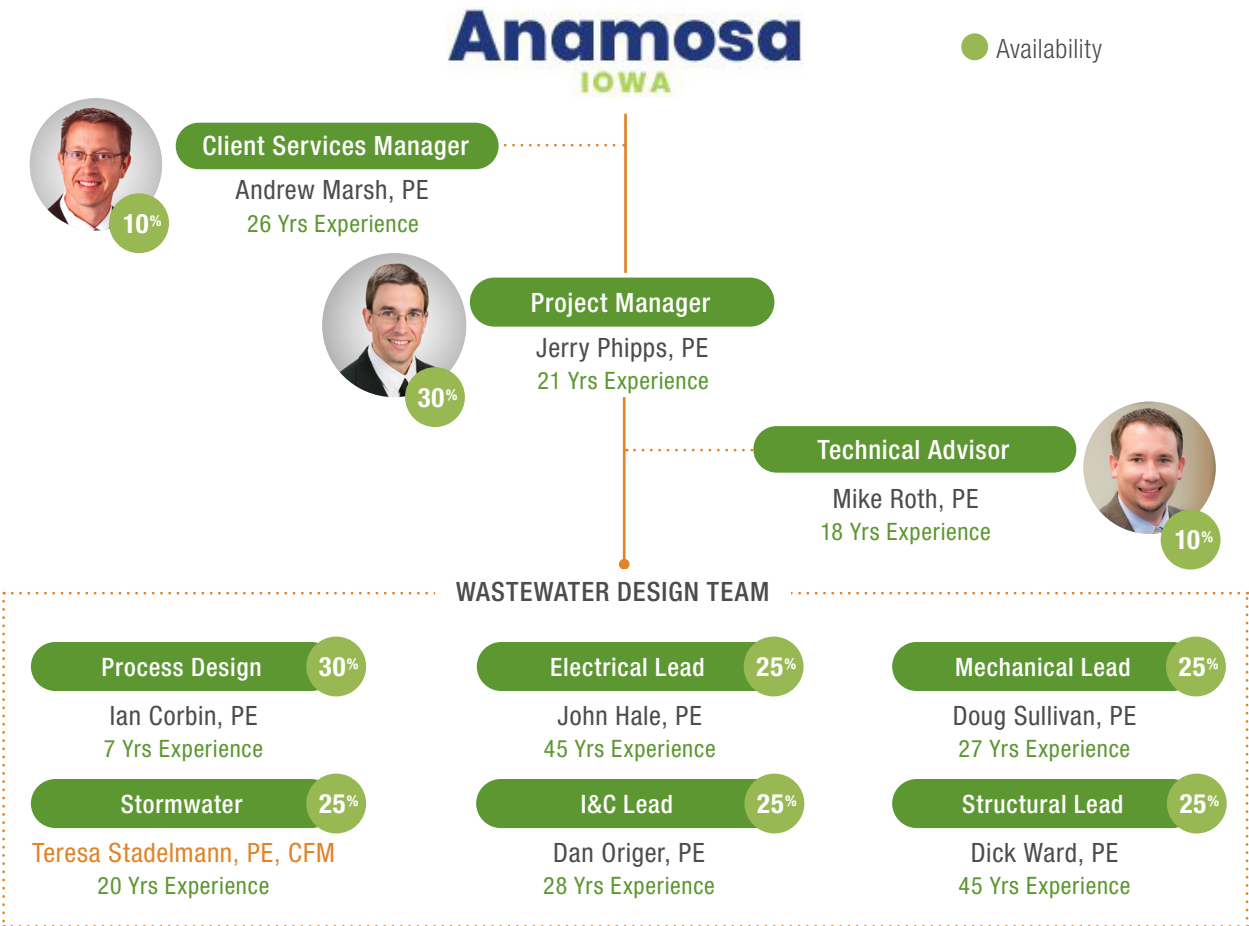 Anamosa
IOWA
Availability
Client Services Manager
Andrew Marsh, PE
26 Yrs Experience
10%
Project Manager
Jerry Phipps, PE
21 Yrs Experience
30%
Technical Advisor
Mike Roth, PE
18 Yrs Experience
10%
WASTEWATER DESIGN TEAM
Process Design 30%
Ian Corbin, PE
7 Yrs Experience
Electrical Lead 25%
John Hale, PE
45 Yrs Experience
Mechanical Lead 25%
Doug Sullivan, PE
27 Yrs Experience
Stormwater 25%
Teresa Stadelmann, PE, CFM
20 Yrs Experience
I&C Lead 25%
Dan Origer, PE
28 Yrs Experience
Structural Lead 25%
Dick Ward, PE
45 Yrs Experience